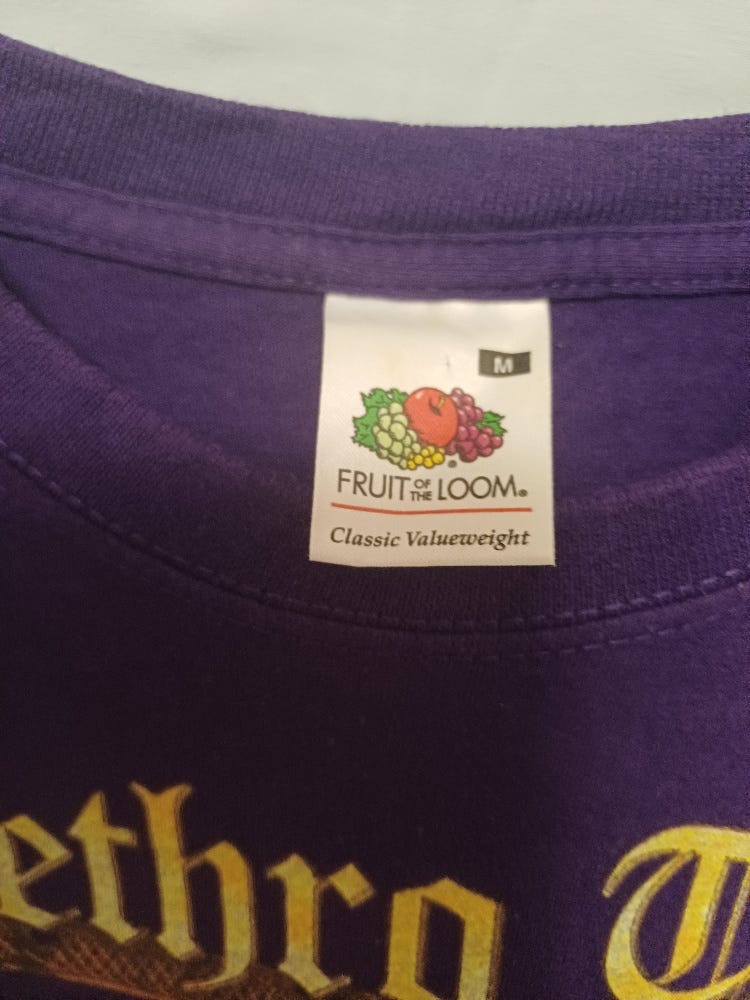 M
FRUIT OF THE LOOM®
Classic Valueweight
ethro T